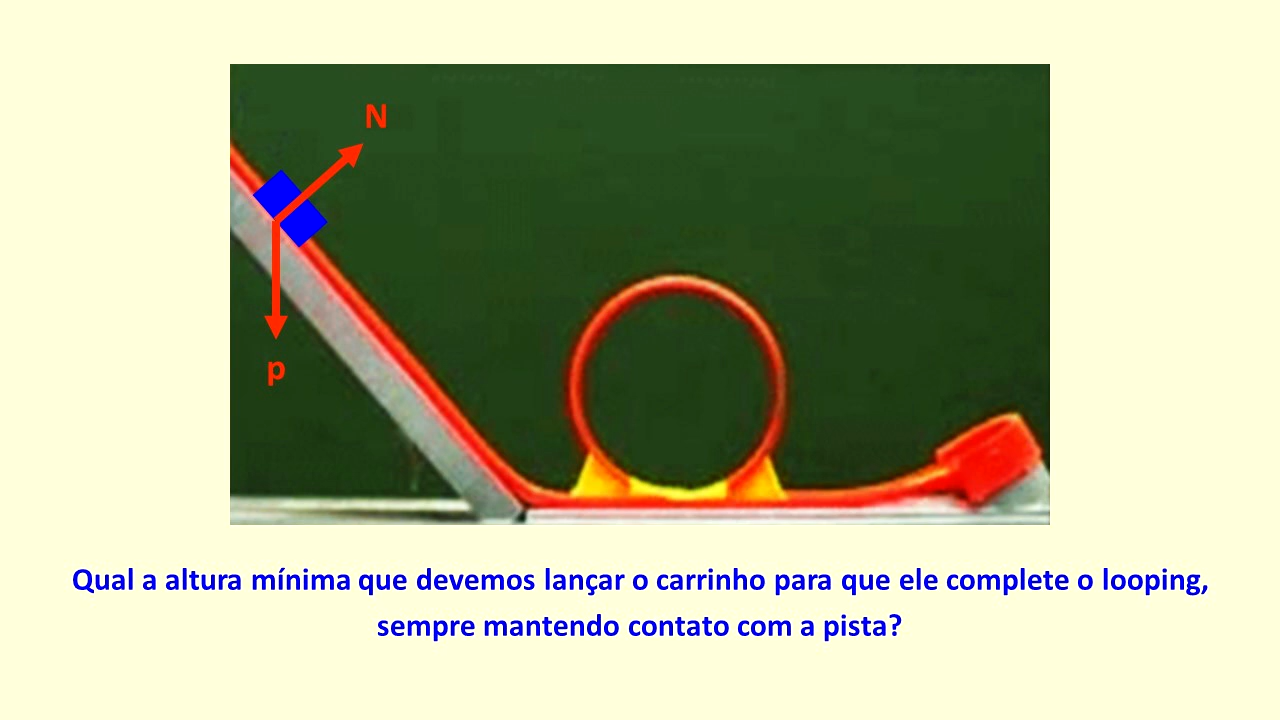 N
p
Qual a altura mínima que devemos lançar o carrinho para que ele complete o looping,
sempre mantendo contato com a pista?